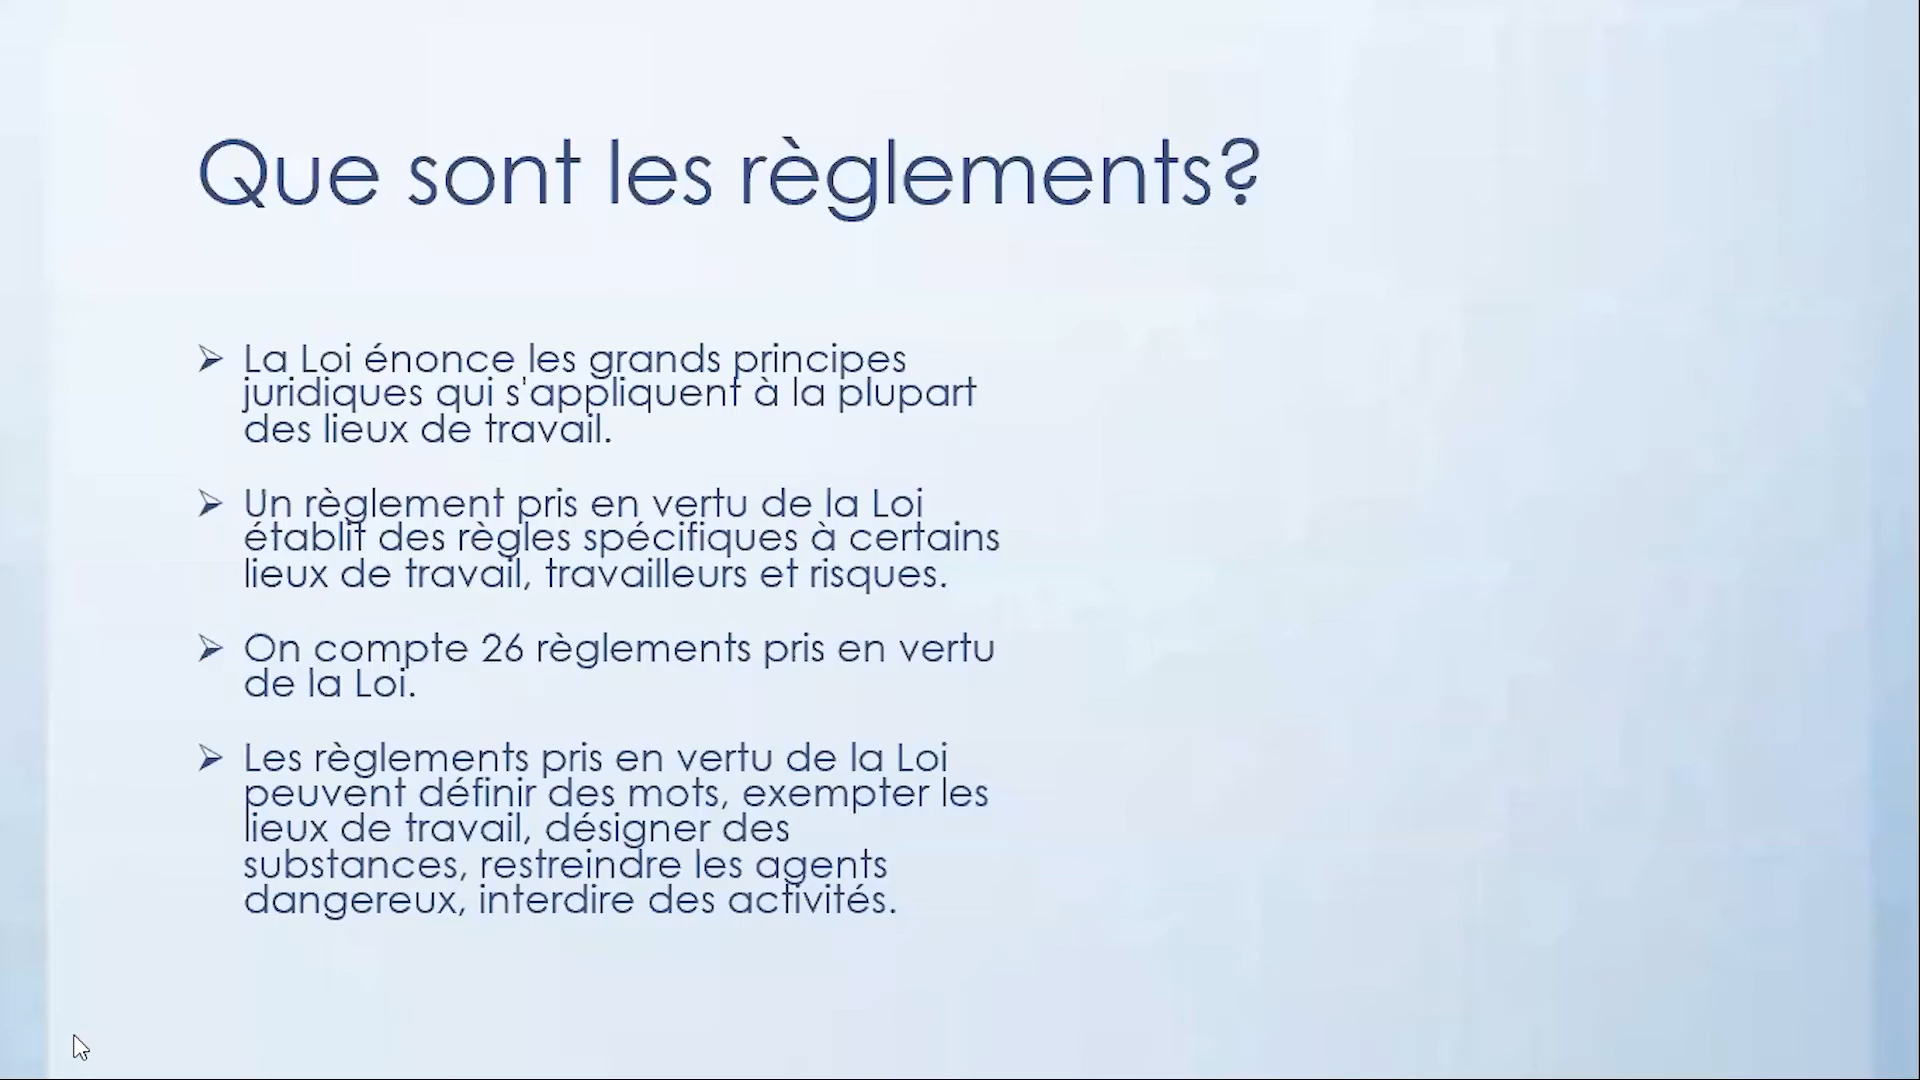 Que sont les règlements?
La Loi énonce les grands principes
juridiques qui s'appliquent à la plupart
des lieux de travail.
Un règlement pris en vertu de la Loi
établit des règles spécifiques à certains
lieux de travail, travailleurs et risques.
On compte 26 règlements pris en vertu
de la Loi.
Les règlements pris en vertu de la Loi
peuvent définir des mots, exempter les
lieux de travail, désigner des
substances, restreindre les agents
dangereux, interdire des activités.